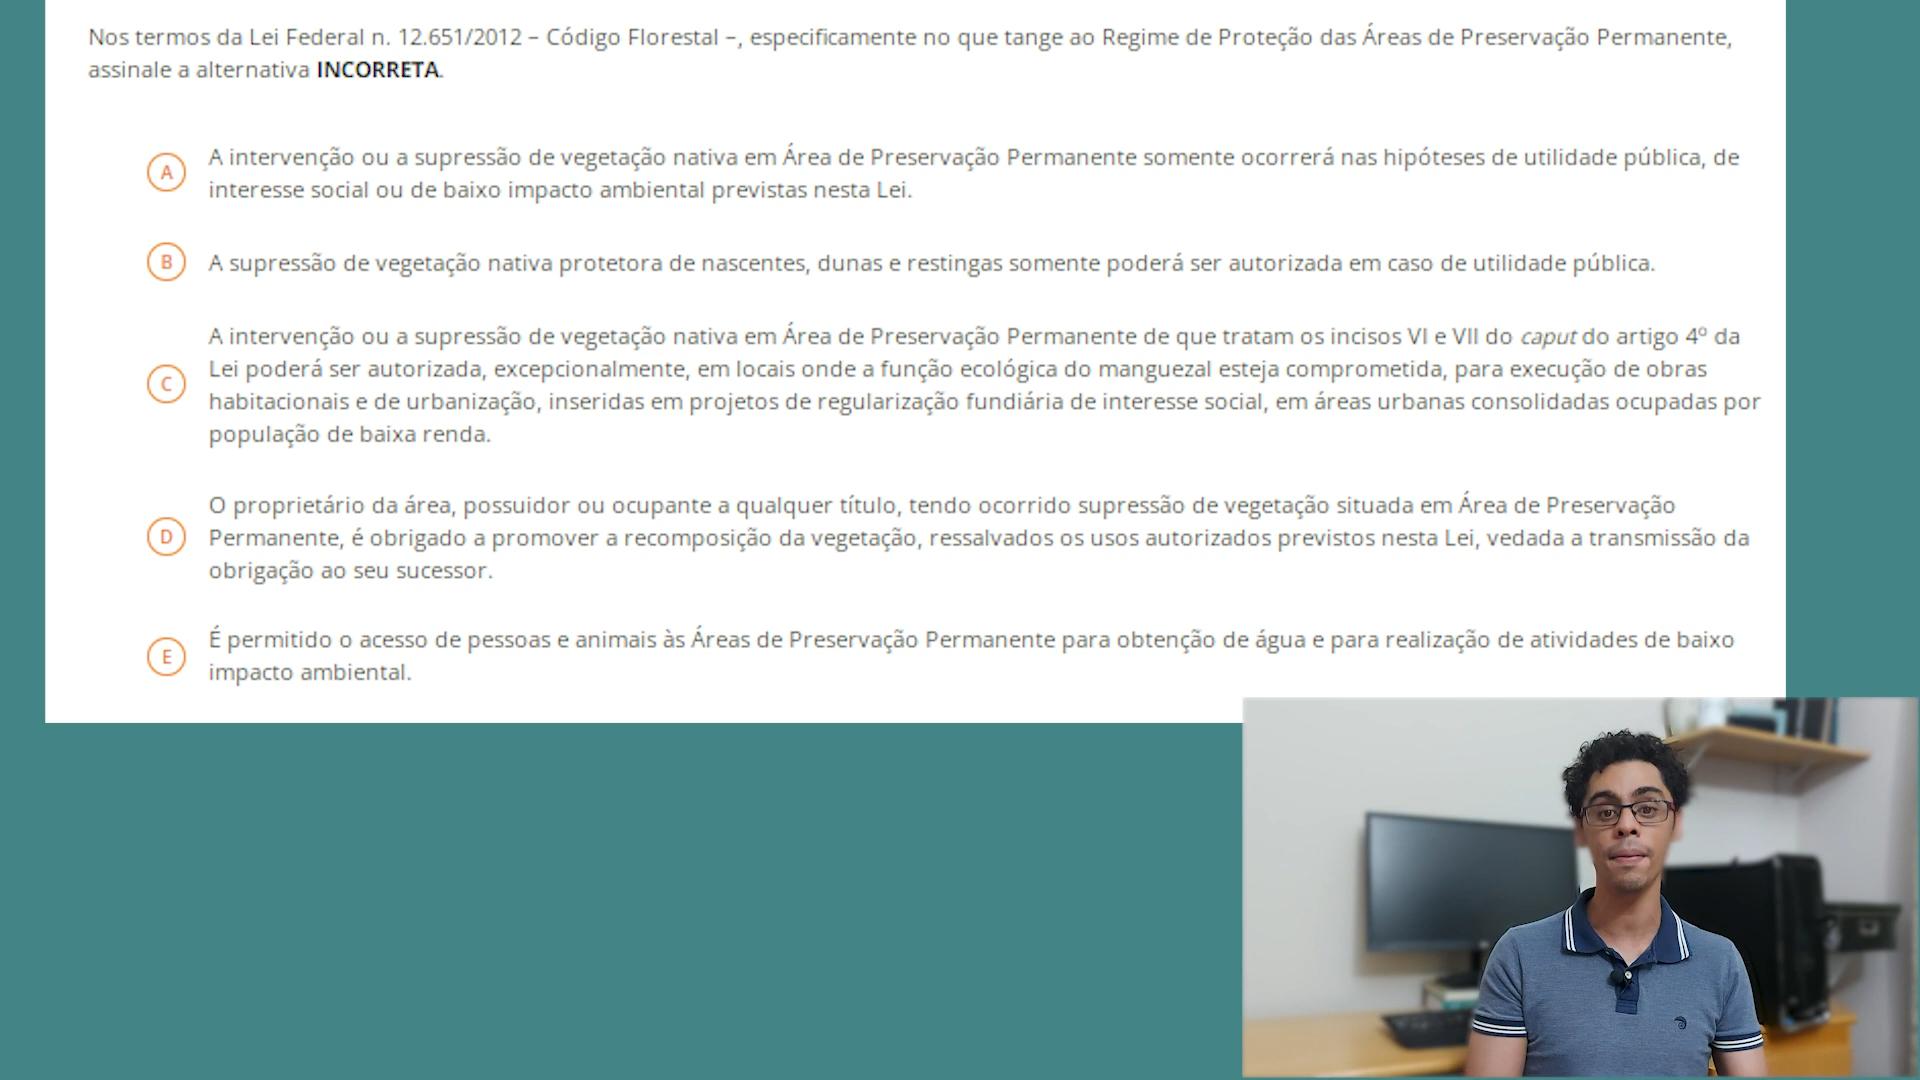 Nos termos da Lei Federal n. 12.651/2012 – Código Florestal –, especificamente no que tange ao Regime de Proteção das Áreas de Preservação Permanente,
assinale a alternativa INCORRETA.
A
A intervenção ou a supressão de vegetação nativa em Área de Preservação Permanente somente ocorrerá nas hipóteses de utilidade pública, de
interesse social ou de baixo impacto ambiental previstas nesta Lei.
B
A supressão de vegetação nativa protetora de nascentes, dunas e restingas somente poderá ser autorizada em caso de utilidade pública.
C
A intervenção ou a supressão de vegetação nativa em Área de Preservação Permanente de que tratam os incisos VI e VII do caput do artigo 4º da
Lei poderá ser autorizada, excepcionalmente, em locais onde a função ecológica do manguezal esteja comprometida, para execução de obras
habitacionais e de urbanização, inseridas em projetos de regularização fundiária de interesse social, em áreas urbanas consolidadas ocupadas por
população de baixa renda.
D
O proprietário da área, possuidor ou ocupante a qualquer título, tendo ocorrido supressão de vegetação situada em Área de Preservação
Permanente, é obrigado a promover a recomposição da vegetação, ressalvados os usos autorizados previstos nesta Lei, vedada a transmissão da
obrigação ao seu sucessor.
E
É permitido o acesso de pessoas e animais às Áreas de Preservação Permanente para obtenção de água e para realização de atividades de baixo
impacto ambiental.